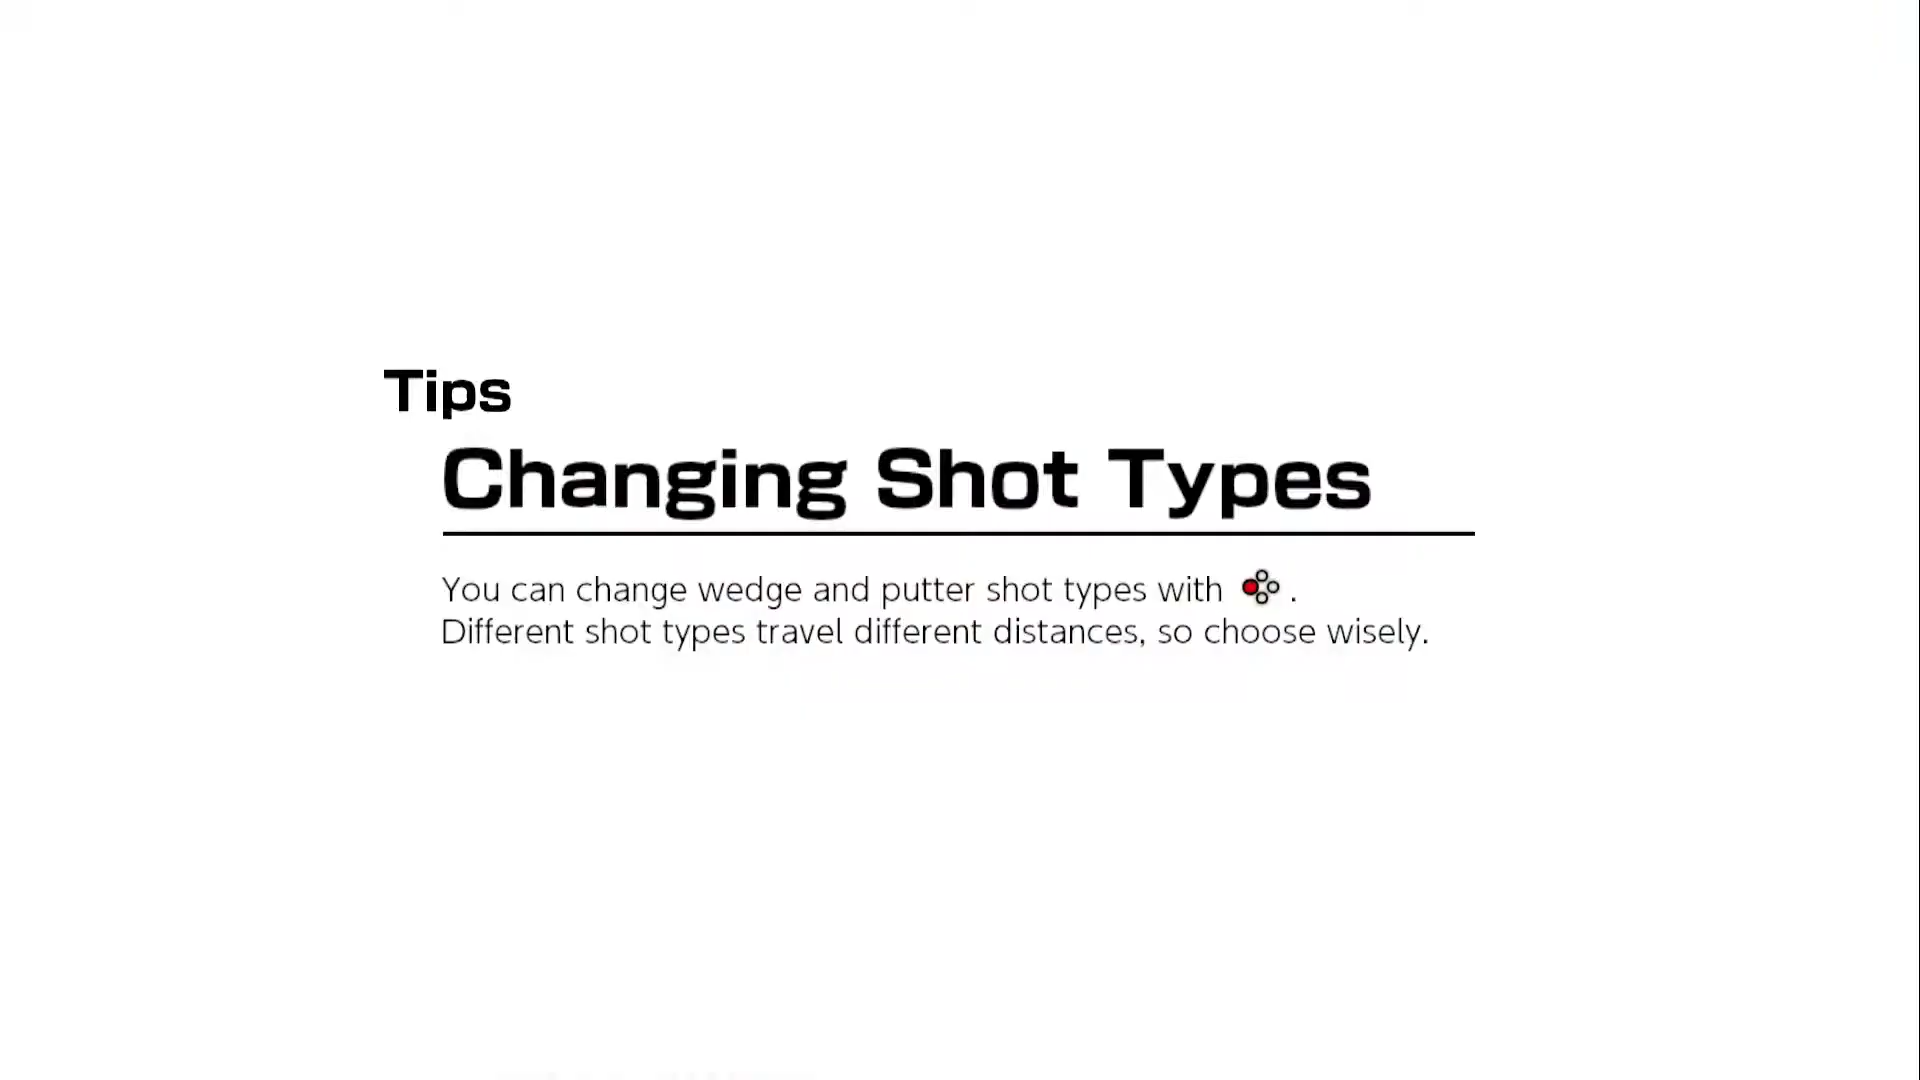 Tips
Changing Shot Types
You can change wedge and putter shot types with .
Different shot types travel different distances, so choose wisely.